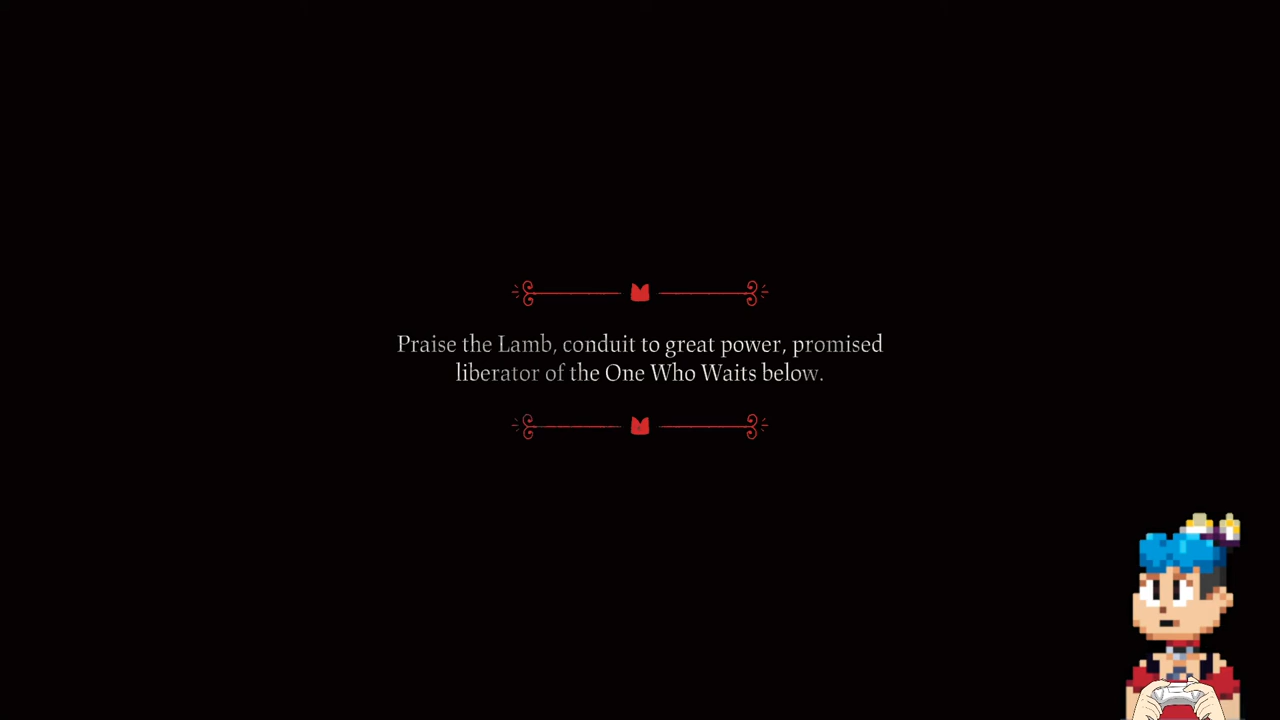 Praise the Lamb, conduit to great power, promised
liberator of the One Who Waits below.